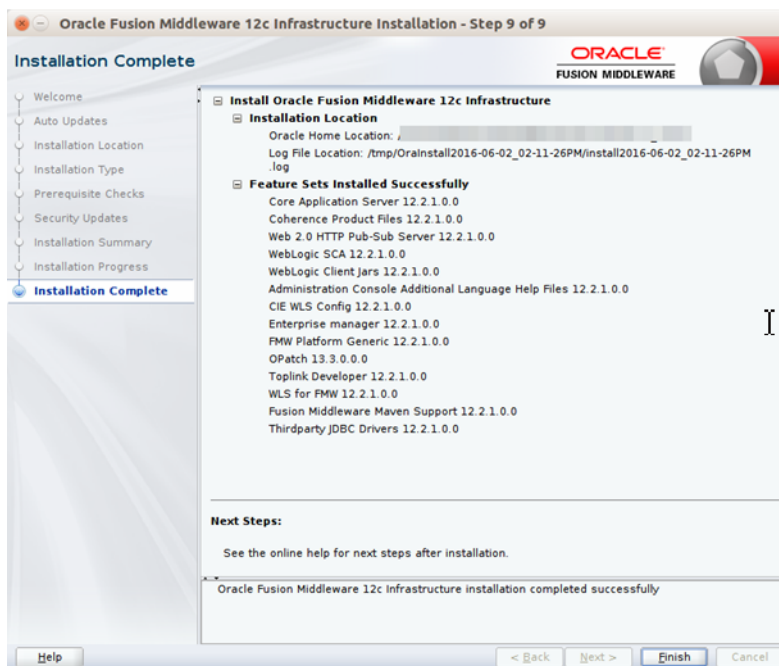 Oracle Fusion Middleware 12c Infrastructure Installation - Step 9 of 9
Installation Complete
ORACLE
FUSION MIDDLEWARE
Welcome
Auto Updates
Installation Location
Installation Type
Prerequisite Checks
Security Updates
Installation Summary
Installation Progress
Installation Complete
Install Oracle Fusion Middleware 12c Infrastructure
Installation Location
Oracle Home Location:
Log File Location: /tmp/OraInstall2016-06-02_02-11-26PM/install2016-06-02_02-11-26PM
.log
Feature Sets Installed Successfully
Core Application Server 12.2.1.0.0
Coherence Product Files 12.2.1.0.0
Web 2.0 HTTP Pub-Sub Server 12.2.1.0.0
WebLogic SCA 12.2.1.0.0
WebLogic Client Jars 12.2.1.0.0
Administration Console Additional Language Help Files 12.2.1.0.0
CIE WLS Config 12.2.1.0.0
Enterprise manager 12.2.1.0.0
FMW Platform Generic 12.2.1.0.0
OPatch 13.3.0.0.0
Toplink Developer 12.2.1.0.0
WLS for FMW 12.2.1.0.0
Fusion Middleware Maven Support 12.2.1.0.0
Thirdparty JDBC Drivers 12.2.1.0.0
Next Steps:
See the online help for next steps after installation.
Oracle Fusion Middleware 12c Infrastructure installation completed successfully
Help
< Back
Next >
Finish
Cancel